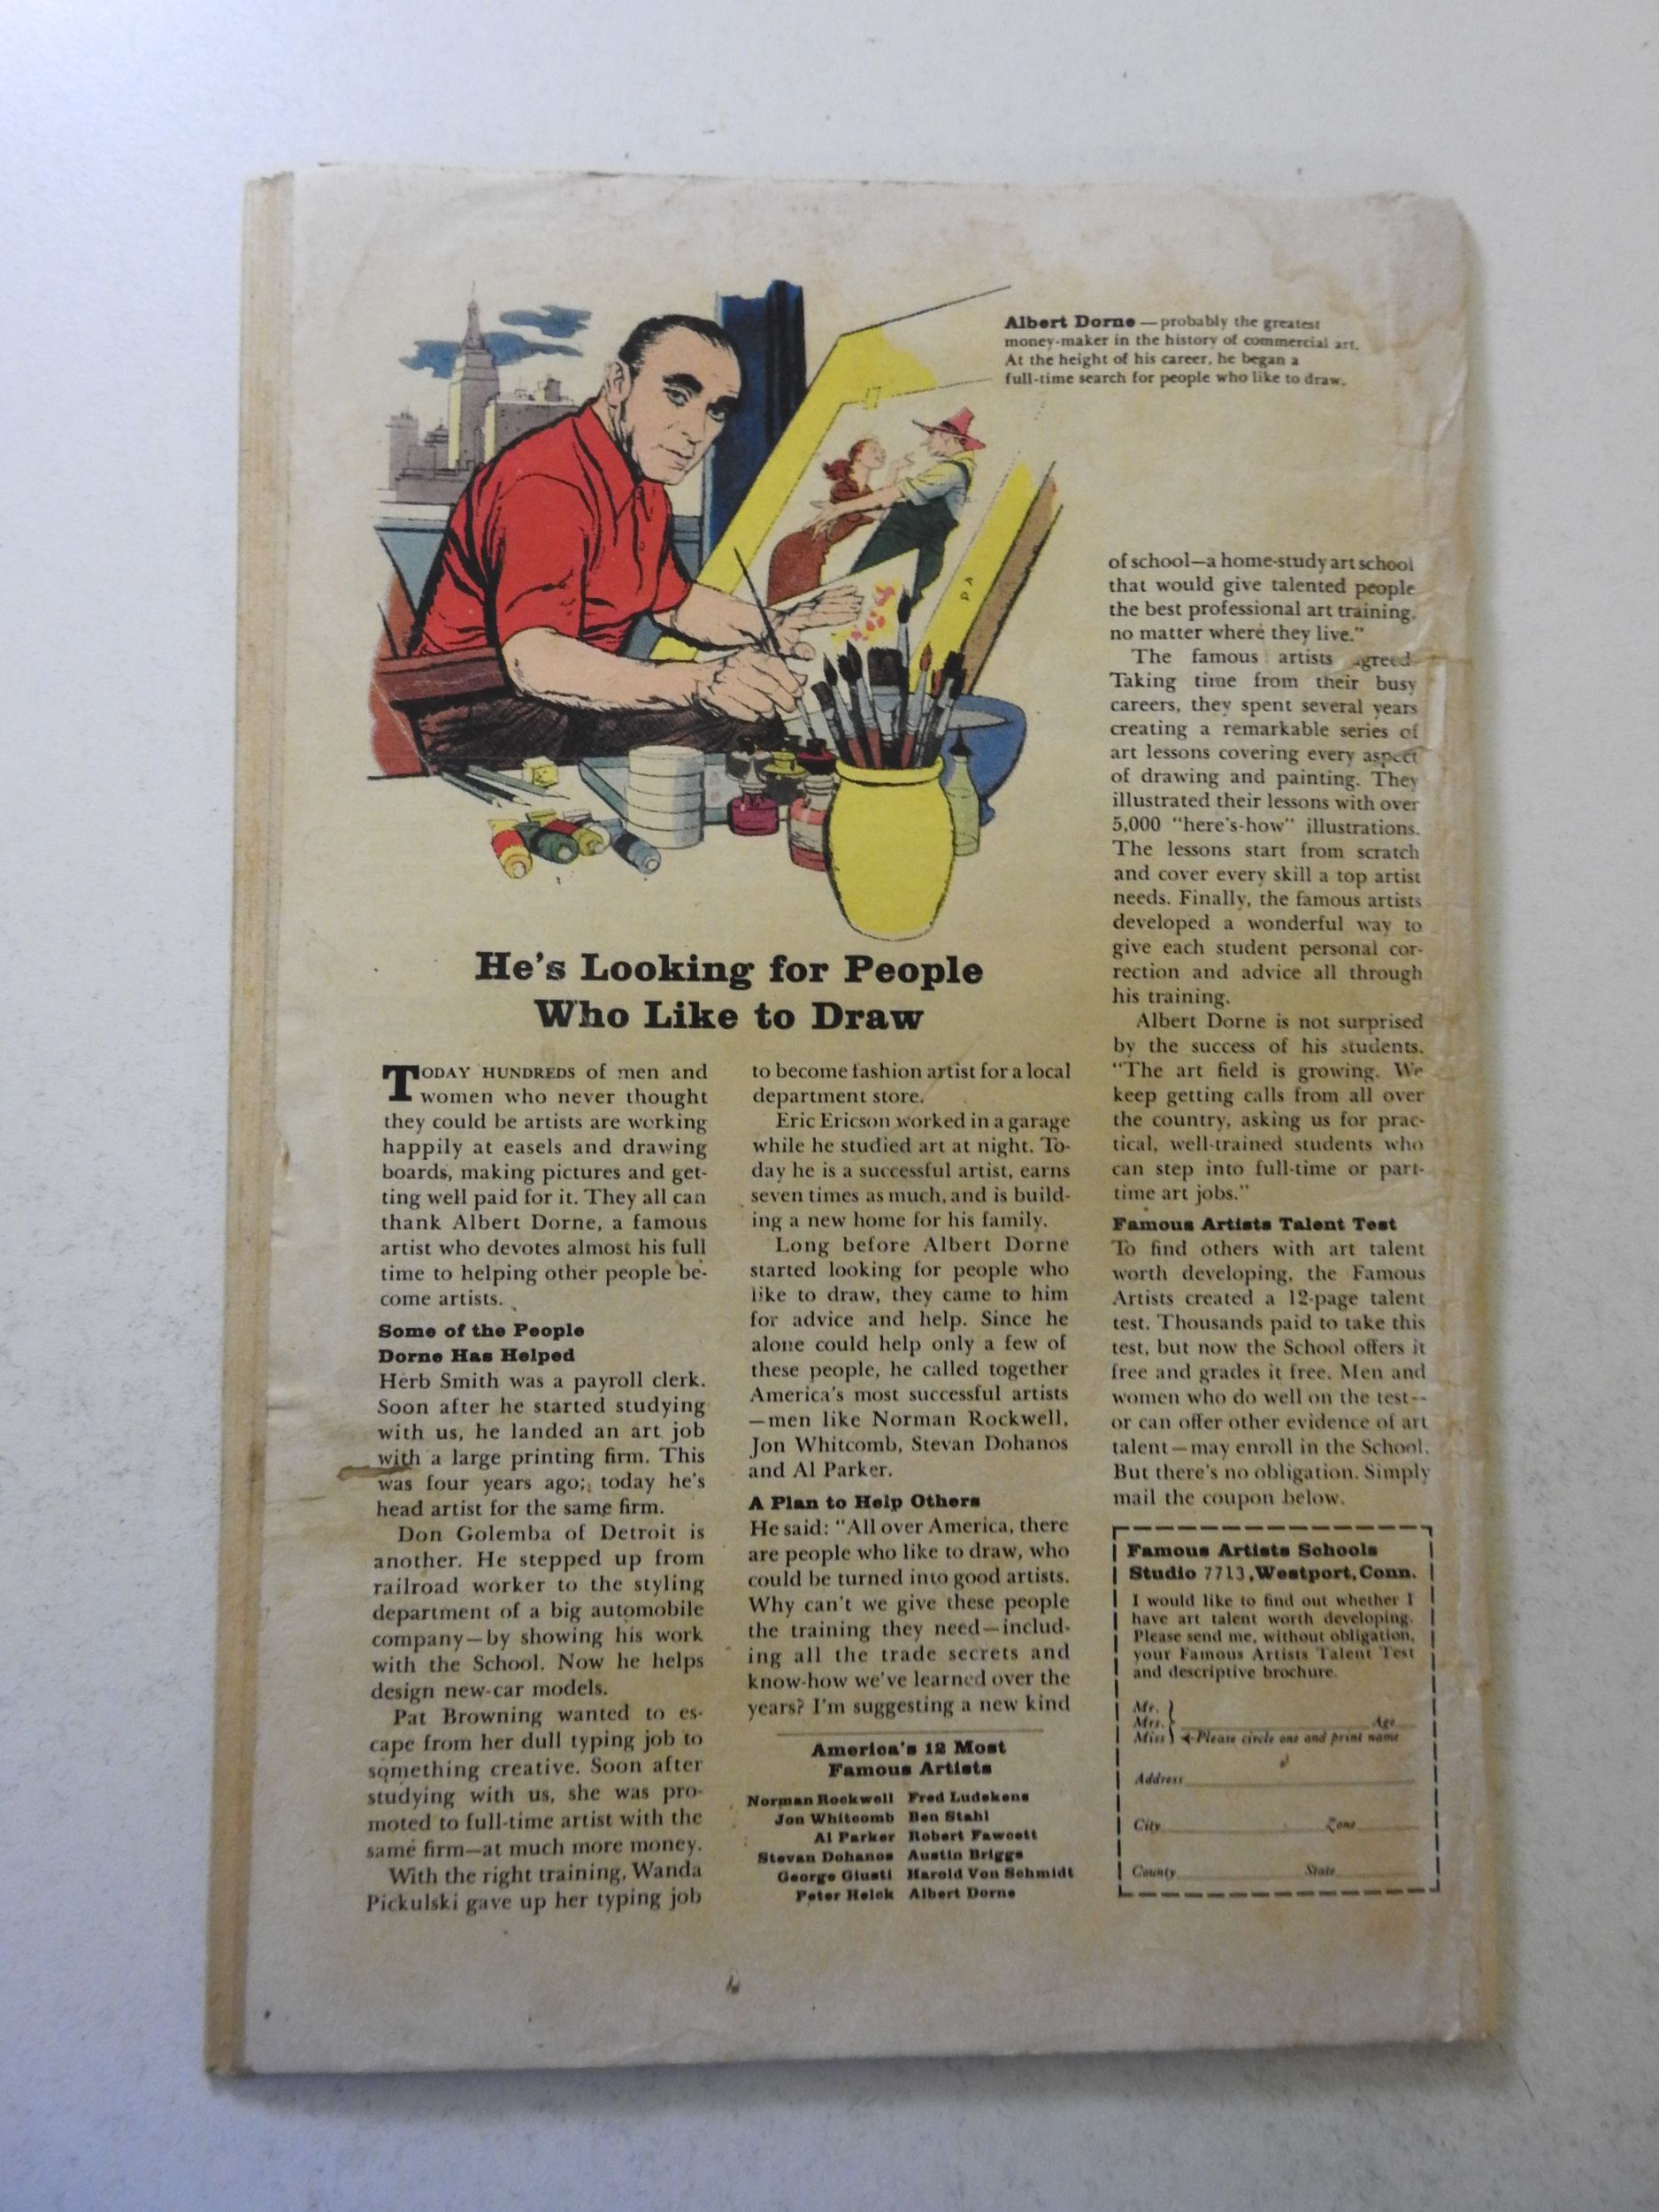 Albert Dorne — probably the greatest
money-maker in the history of commercial art.
At the height of his career, he began a
full-time search for people who like to draw.
He's Looking for People
Who Like to Draw
TODAY HUNDREDS of men and
women who never thought
they could be artists are working
happily at easels and drawing
boards, making pictures and get-
ting well paid for it. They all can
thank Albert Dorne, a famous
artist who devotes almost his full
time to helping other people be-
come artists.
Some of the People
Dorne Has Helped
Herb Smith was a payroll clerk.
Soon after he started studying
with us, he landed an art job
with a large printing firm. This
was four years ago; today he's
head artist for the same firm.
Don Golemba of Detroit is
another. He stepped up from
railroad worker to the styling
department of a big automobile
company—by showing his work
with the School. Now he helps
design new-car models.
Pat Browning wanted to es-
cape from her dull typing job to
something creative. Soon after
studying with us, she was pro-
moted to full-time artist with the
same firm—at much more money.
With the right training, Wanda
Pickulski gave up her typing job
to become fashion artist for a local
department store.
Eric Ericson worked in a garage
while he studied art at night. To-
day he is a successful artist, earns
seven times as much, and is build-
ing a new home for his family.
Long before Albert Dorne
started looking for people who
like to draw, they came to him
for advice and help. Since he
alone could help only a few of
these people, he called together
America's most successful artists
—men like Norman Rockwell,
Jon Whitcomb, Stevan Dohanos
and Al Parker.
A Plan to Help Others
He said: "All over America, there
are people who like to draw, who
could be turned into good artists.
Why can't we give these people
the training they need—includ-
ing all the trade secrets and
know-how we've learned over the
years? I'm suggesting a new kind
America's 12 Most
Famous Artists
Norman Rockwell Fred Ludekens
Jon Whitcomb Ben Stahl
Al Parker Robert Fawcett
Stevan Dohanos Austin Briggs
George Giusti Harold Von Schmidt
Peter Helck Albert Dorne
of school—a home-study art school
that would give talented people
the best professional art training,
no matter where they live."
The famous artists agreed.
Taking time from their busy
careers, they spent several years
creating a remarkable series of
art lessons covering every aspect
of drawing and painting. They
illustrated their lessons with over
5,000 "here's-how" illustrations.
The lessons start from scratch
and cover every skill a top artist
needs. Finally, the famous artists
developed a wonderful way to
give each student personal cor-
rection and advice all through
his training.
Albert Dorne is not surprised
by the success of his students.
"The art field is growing. We
keep getting calls from all over
the country, asking us for prac-
tical, well-trained students who
can step into full-time or part-
time art jobs."
Famous Artists Talent Test
To find others with art talent
worth developing, the Famous
Artists created a 12-page talent
test. Thousands paid to take this
test, but now the School offers it
free and grades it free. Men and
women who do well on the test—
or can offer other evidence of art
talent—may enroll in the School.
But there's no obligation. Simply
mail the coupon below.
Famous Artists Schools
Studio 7713, Westport, Conn.
I would like to find out whether I
have art talent worth developing.
Please send me, without obligation,
your Famous Artists Talent Test
and descriptive brochure.
Mr.
Mrs. Age
Miss Please circle one and print name
Address
City Zone
County State